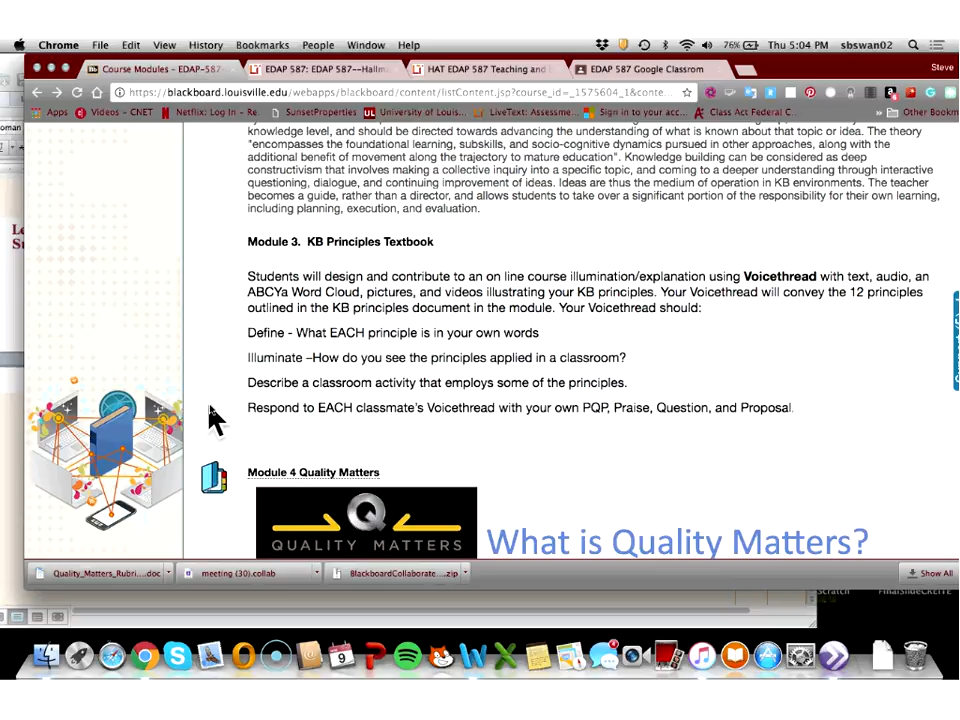 Chrome File Edit View History Bookmarks People Window Help 76% Thu 5:04 PM sbswan02
Course Modules – EDAP-587- EDAP 587: EDAP 587--Hallm HAT EDAP 587 Teaching and EDAP 587 Google Classrom Steve
https://blackboard.louisville.edu/webapps/blackboard/content/listContent.jsp?course_id=_1575604_1&conte...
Apps Videos - CNET Netflix: Log In - Re. SunsetProperties UL University of Louis... LiveText: Assessme... Sign in to your acc... Class Act Federal C... » Other Bookm
oman
knowledge level, and should be directed towards advancing the understanding of what is known about that topic or idea. The theory
"encompasses the foundational learning, subskills, and socio-cognitive dynamics pursued in other approaches, along with the
additional benefit of movement along the trajectory to mature education". Knowledge building can be considered as deep
constructivism that involves making a collective inquiry into a specific topic, and coming to a deeper understanding through interactive
questioning, dialogue, and continuing improvement of ideas. Ideas are thus the medium of operation in KB environments. The teacher
becomes a guide, rather than a director, and allows students to take over a significant portion of the responsibility for their own learning,
including planning, execution, and evaluation.
Le
Su
Module 3. KB Principles Textbook
Students will design and contribute to an on line course illumination/explanation using Voicethread with text, audio, an
ABCYa Word Cloud, pictures, and videos illustrating your KB principles. Your Voicethread will convey the 12 principles
outlined in the KB principles document in the module. Your Voicethread should:
Define - What EACH principle is in your own words
Illuminate –How do you see the principles applied in a classroom?
Describe a classroom activity that employs some of the principles.
Respond to EACH classmate's Voicethread with your own PQP, Praise, Question, and Proposal.
Module 4 Quality Matters
Q
QUALITY MATTERS
What is Quality Matters?
Quality_Matters_Rubri....doc meeting (30).collab BlackboardCollaborate....zip Show All
Scratch FinalSlideCREITE
9